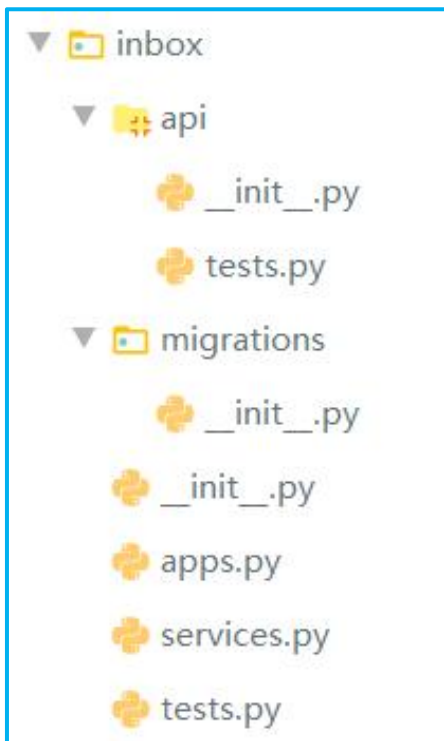 inbox
api
__init__.py
tests.py
migrations
__init__.py
__init__.py
apps.py
services.py
tests.py